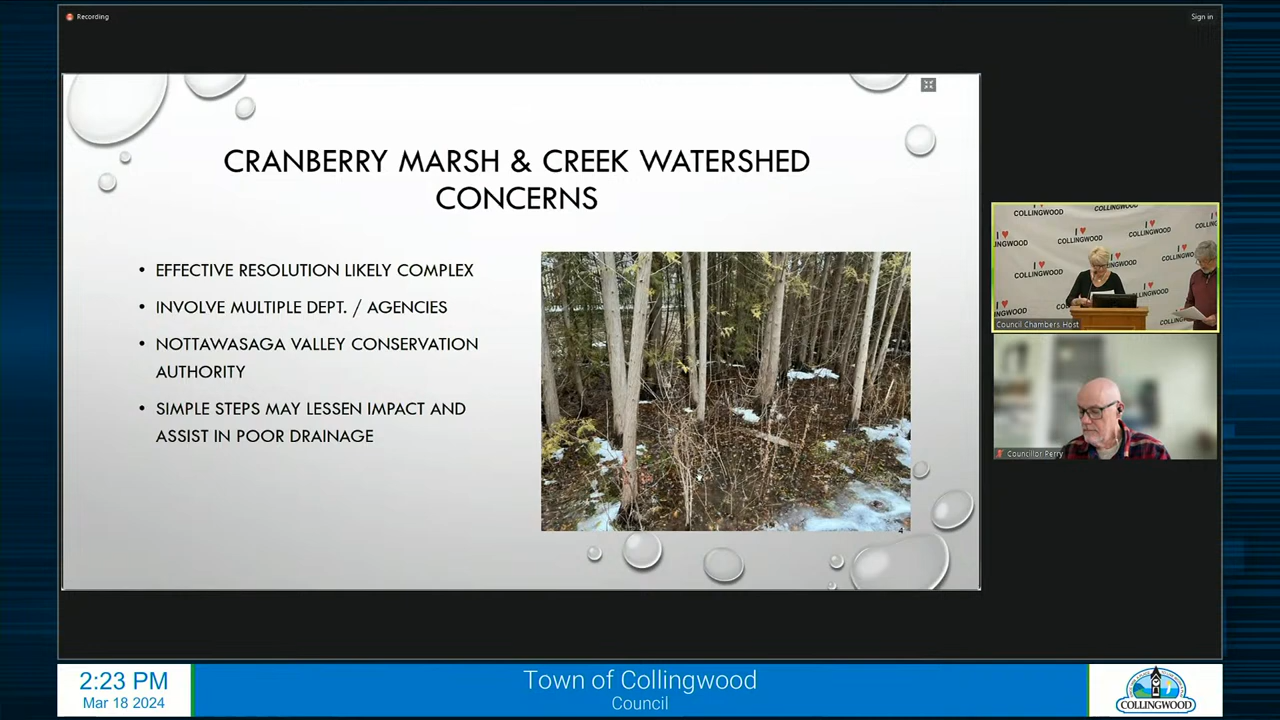 Recording
Sign in
CRANBERRY MARSH & CREEK WATERSHED
CONCERNS
• EFFECTIVE RESOLUTION LIKELY COMPLEX
• INVOLVE MULTIPLE DEPT. / AGENCIES
• NOTTAWASAGA VALLEY CONSERVATION
AUTHORITY
• SIMPLE STEPS MAY LESSEN IMPACT AND
ASSIST IN POOR DRAINAGE
4
I ♥
COLLINGWOOD
Council Chambers Host
Councillor Perry
2:23 PM
Mar 18 2024
Town of Collingwood
Council
COLLINGWOOD